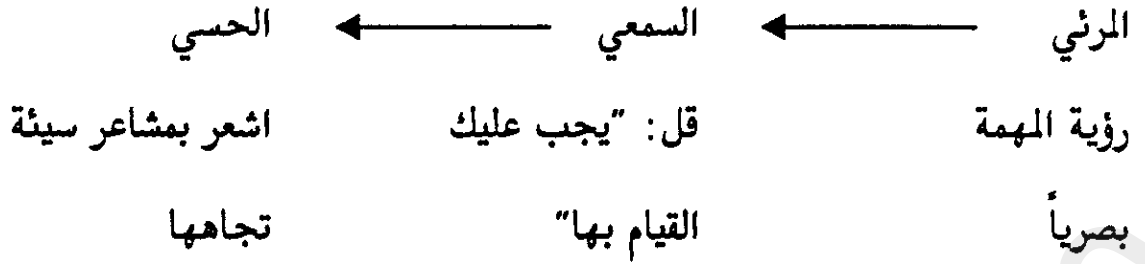 المرئي ← السمعي ← الحسي
رؤية المهمة قل: "يجب عليك اشعر بمشاعر سيئة
بصرياً القيام بها" تجاهها